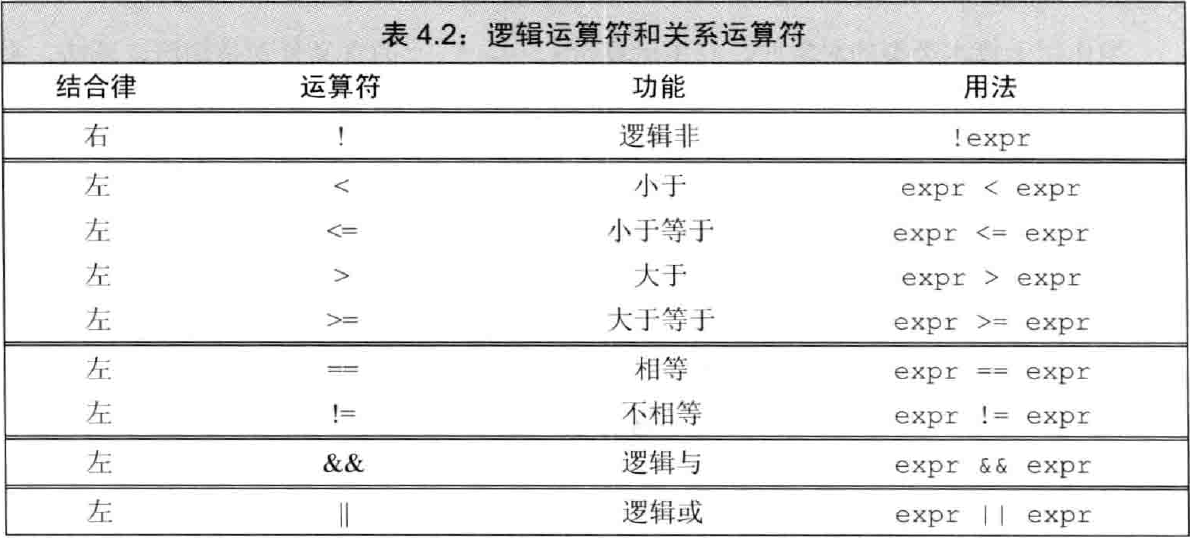 表 4.2：逻辑运算符和关系运算符
结合律 运算符 功能 用法
右 ! 逻辑非 !expr
左 < 小于 expr < expr
左 <= 小于等于 expr <= expr
左 > 大于 expr > expr
左 >= 大于等于 expr >= expr
左 == 相等 expr == expr
左 != 不相等 expr != expr
左 && 逻辑与 expr && expr
左 || 逻辑或 expr || expr